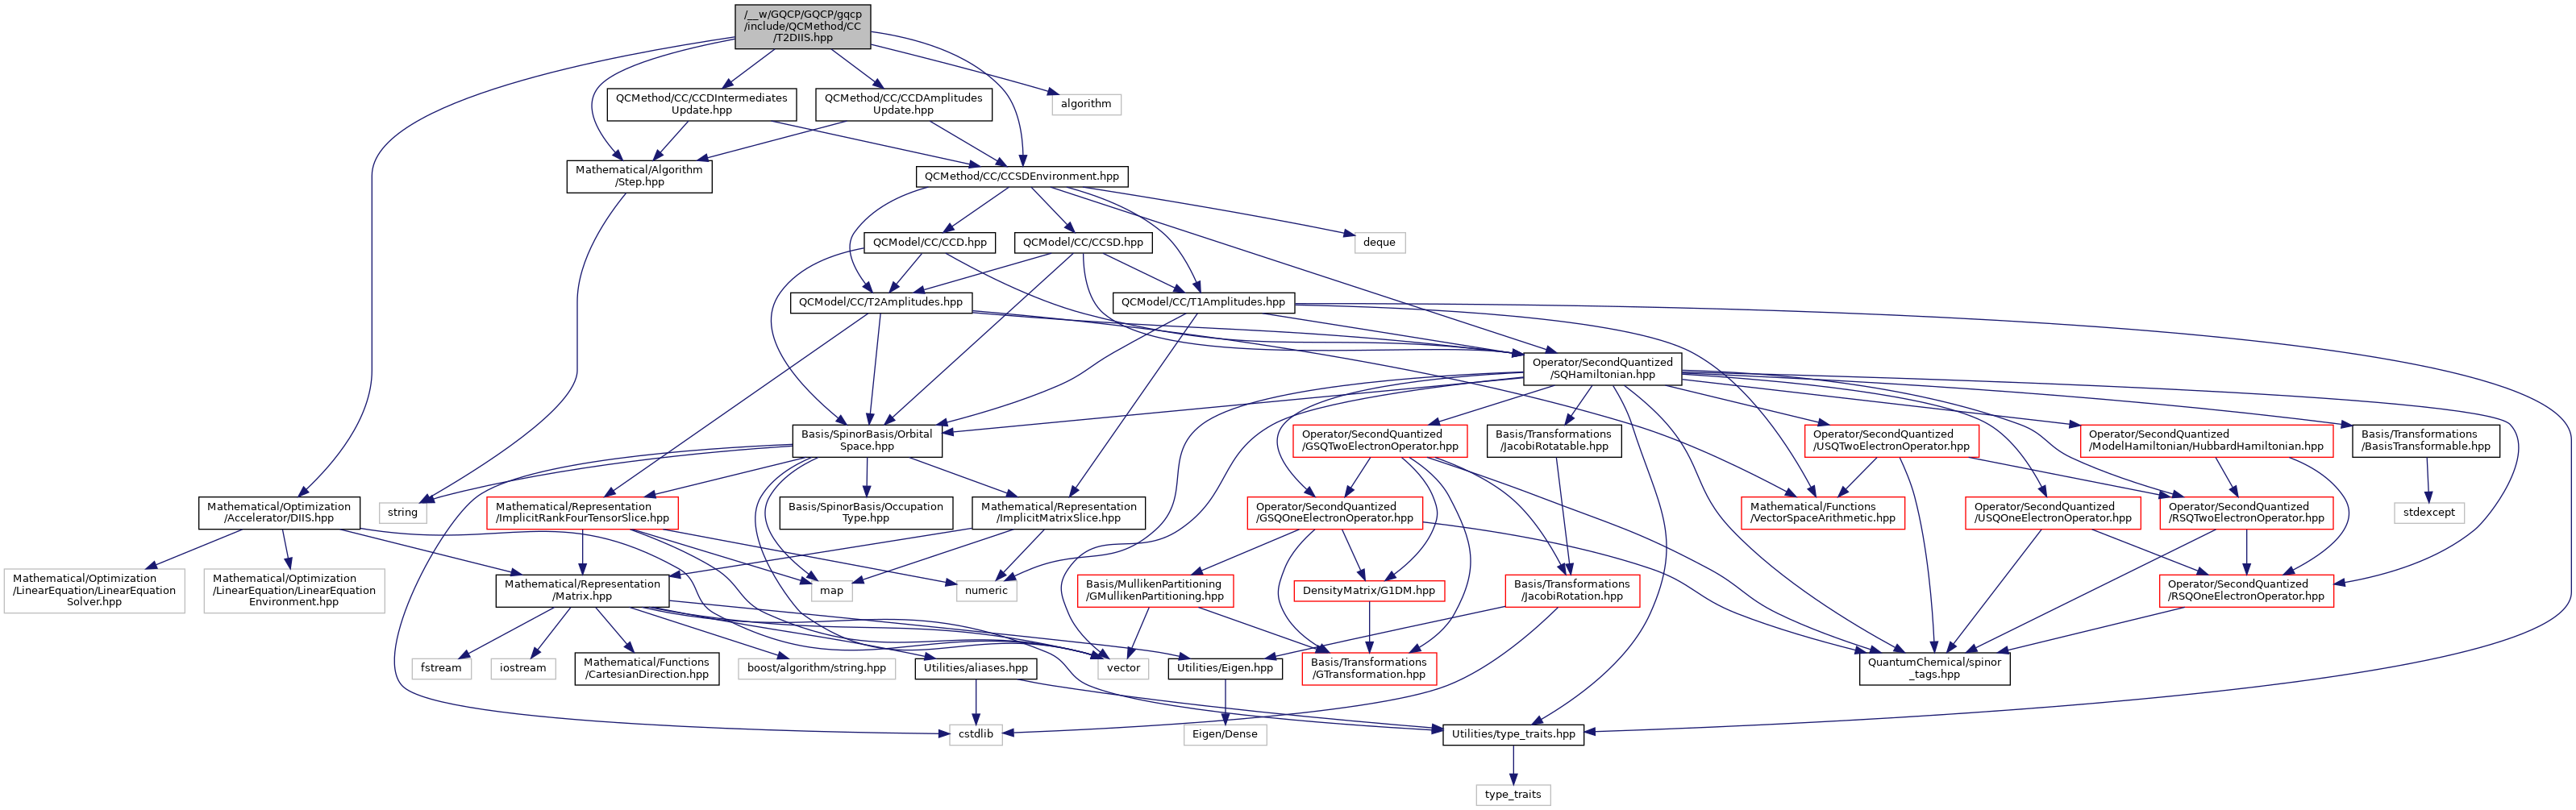 /__w/GQCP/GQCP/gqcp
/include/QCMethod/CC
/T2DIIS.hpp
QCMethod/CC/CCDIntermediates
Update.hpp
QCMethod/CC/CCDAmplitudes
Update.hpp
algorithm
Mathematical/Algorithm
/Step.hpp
QCMethod/CC/CCSDEnvironment.hpp
QCModel/CC/CCD.hpp
QCModel/CC/CCSD.hpp
deque
QCModel/CC/T2Amplitudes.hpp
QCModel/CC/T1Amplitudes.hpp
Operator/SecondQuantized
/SQHamiltonian.hpp
Basis/SpinorBasis/Orbital
Space.hpp
Operator/SecondQuantized
/GSQTwoElectronOperator.hpp
Basis/Transformations
/JacobiRotatable.hpp
Operator/SecondQuantized
/USQTwoElectronOperator.hpp
Operator/SecondQuantized
/ModelHamiltonian/HubbardHamiltonian.hpp
Basis/Transformations
/BasisTransformable.hpp
Mathematical/Optimization
/Accelerator/DIIS.hpp
string
Mathematical/Representation
/ImplicitRankFourTensorSlice.hpp
Basis/SpinorBasis/Occupation
Type.hpp
Mathematical/Representation
/ImplicitMatrixSlice.hpp
Operator/SecondQuantized
/GSQOneElectronOperator.hpp
Mathematical/Functions
/VectorSpaceArithmetic.hpp
Operator/SecondQuantized
/USQOneElectronOperator.hpp
Operator/SecondQuantized
/RSQTwoElectronOperator.hpp
stdexcept
Mathematical/Optimization
/LinearEquation/LinearEquation
Solver.hpp
Mathematical/Optimization
/LinearEquation/LinearEquation
Environment.hpp
Mathematical/Representation
/Matrix.hpp
map
numeric
Basis/MullikenPartitioning
/GMullikenPartitioning.hpp
DensityMatrix/G1DM.hpp
Basis/Transformations
/JacobiRotation.hpp
Operator/SecondQuantized
/RSQOneElectronOperator.hpp
fstream
iostream
Mathematical/Functions
/CartesianDirection.hpp
boost/algorithm/string.hpp
Utilities/aliases.hpp
vector
Utilities/Eigen.hpp
Basis/Transformations
/GTransformation.hpp
QuantumChemical/spinor
_tags.hpp
cstdlib
Eigen/Dense
Utilities/type_traits.hpp
type_traits